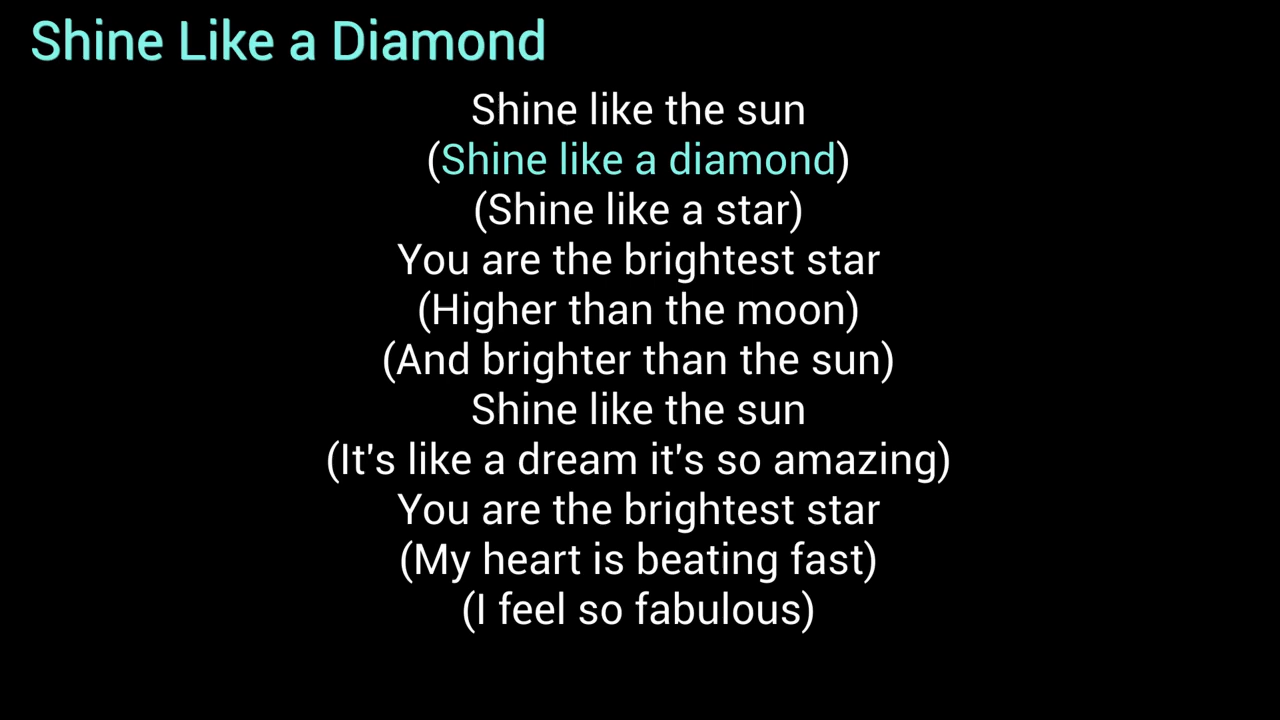 Shine Like a Diamond
Shine like the sun
(Shine like a diamond)
(Shine like a star)
You are the brightest star
(Higher than the moon)
(And brighter than the sun)
Shine like the sun
(It's like a dream it's so amazing)
You are the brightest star
(My heart is beating fast)
(I feel so fabulous)